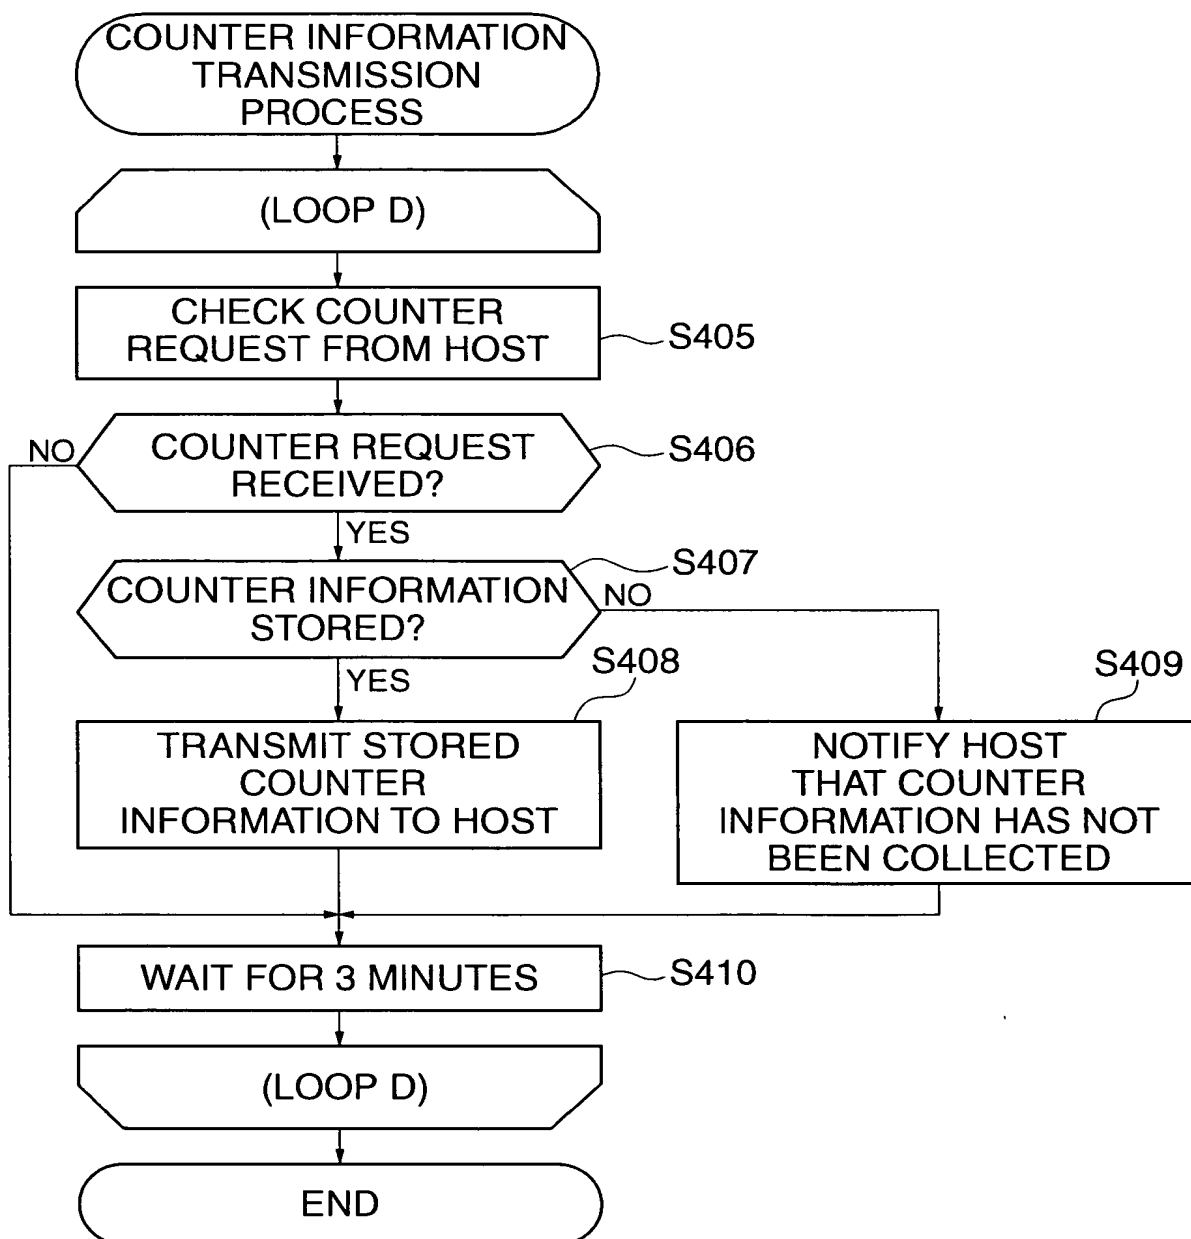 COUNTER INFORMATION
TRANSMISSION
PROCESS
(LOOP D)
CHECK COUNTER
REQUEST FROM HOST
S405
NO
COUNTER REQUEST
RECEIVED?
S406
YES
S407
COUNTER INFORMATION
STORED?
NO
YES
S408
S409
TRANSMIT STORED
COUNTER
INFORMATION TO HOST
NOTIFY HOST
THAT COUNTER
INFORMATION HAS NOT
BEEN COLLECTED
WAIT FOR 3 MINUTES
S410
(LOOP D)
END